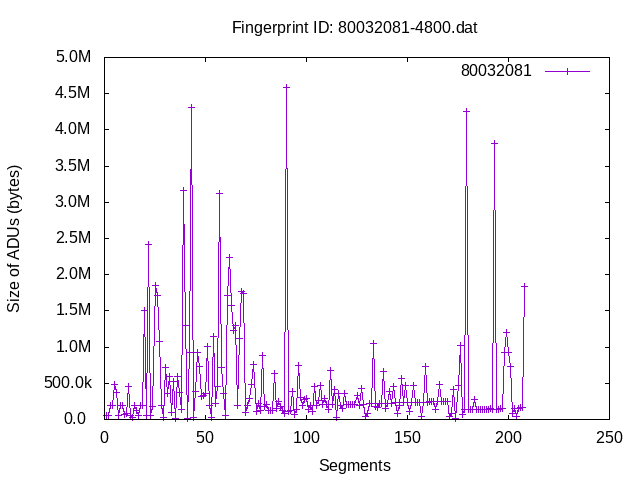 Fingerprint ID: 80032081-4800.dat
80032081
Size of ADUs (bytes)
5.0M
4.5M
4.0M
3.5M
3.0M
2.5M
2.0M
1.5M
1.0M
500.0k
0.0
0 50 100 150 200 250
Segments